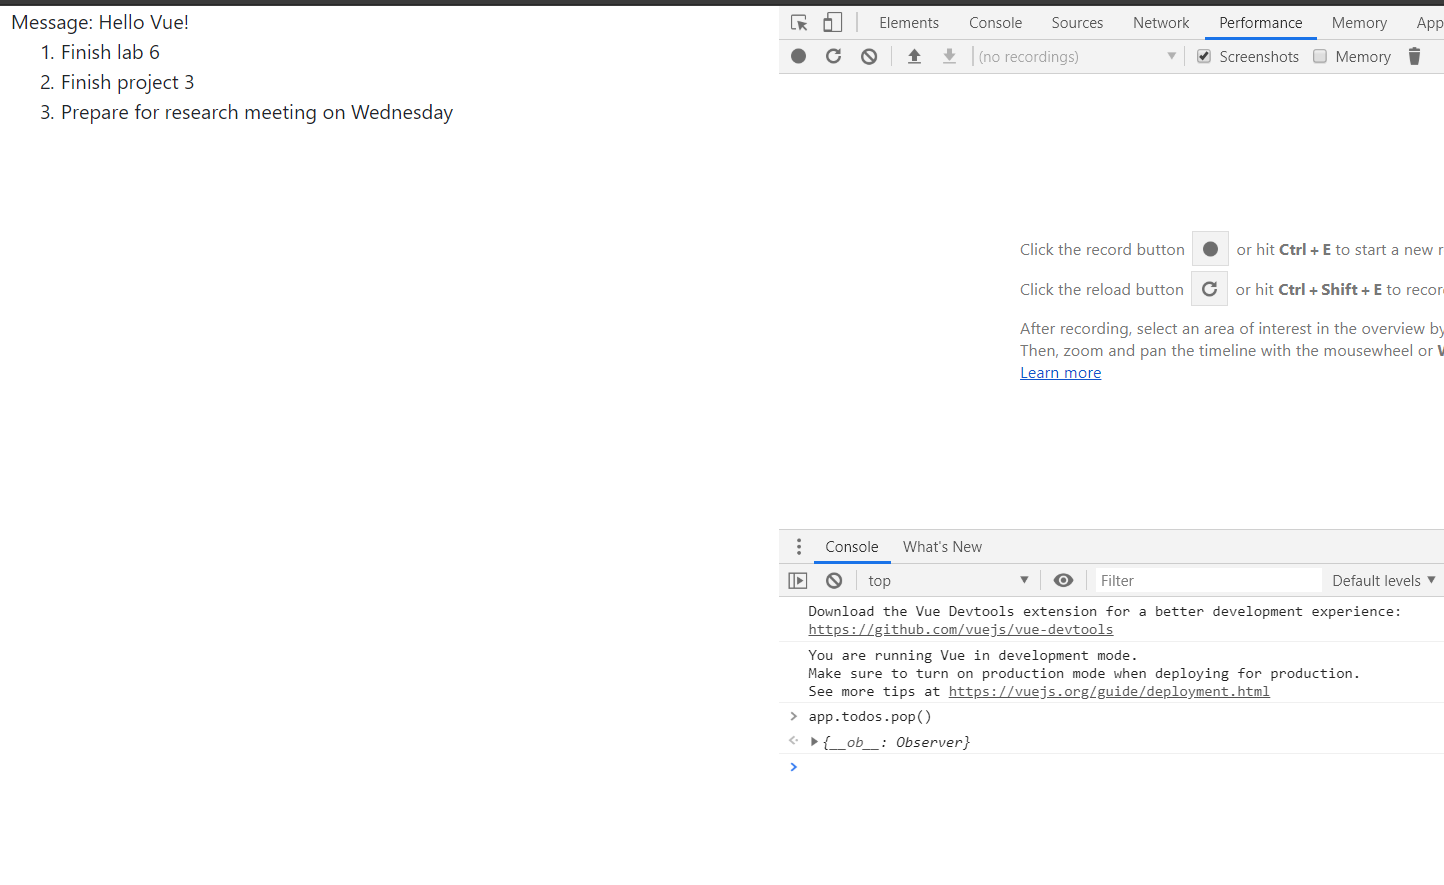 Message: Hello Vue!
1. Finish lab 6
2. Finish project 3
3. Prepare for research meeting on Wednesday
Elements Console Sources Network Performance Memory App
(no recordings) Screenshots Memory
Click the record button or hit Ctrl + E to start a new r
Click the reload button or hit Ctrl + Shift + E to recor
After recording, select an area of interest in the overview by
Then, zoom and pan the timeline with the mousewheel or W
Learn more
Console What's New
top Filter Default levels
Download the Vue Devtools extension for a better development experience:
https://github.com/vuejs/vue-devtools
You are running Vue in development mode.
Make sure to turn on production mode when deploying for production.
See more tips at https://vuejs.org/guide/deployment.html
> app.todos.pop()
{__ob__: Observer}